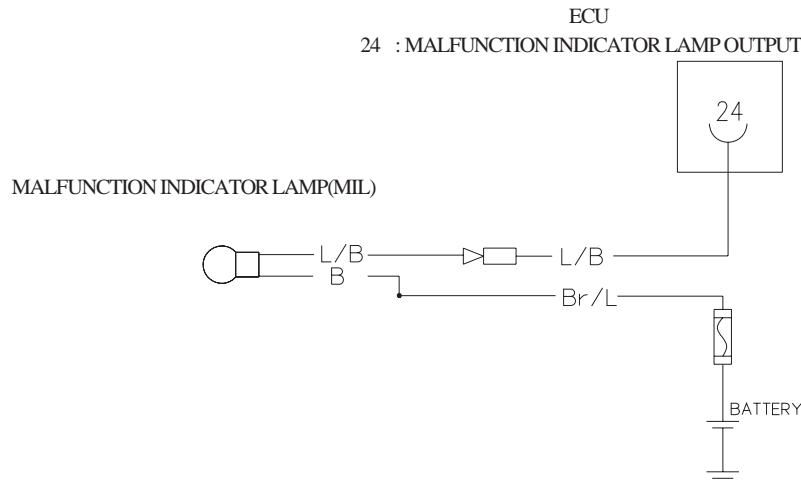 ECU
24 : MALFUNCTION INDICATOR LAMP OUTPUT
24
MALFUNCTION INDICATOR LAMP(MIL)
L/B
L/B
B
Br/L
BATTERY